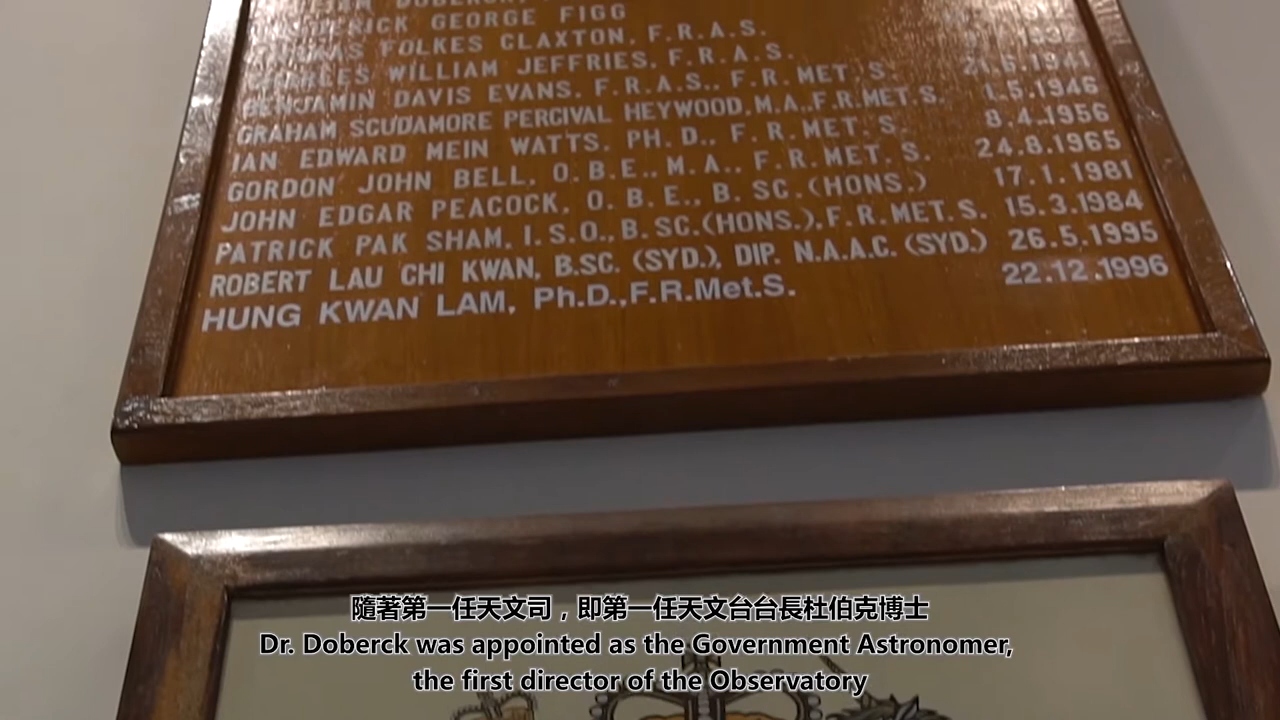 GEORGE FIGG
FOLKES CLAXTON, F.R.A.S.
CHARLES WILLIAM JEFFRIES, F.R.A.S.
BENJAMIN DAVIS EVANS, F.R.A.S., F.R.MET.S. 21.6.1941
GRAHAM SCUDAMORE PERCIVAL HEYWOOD, M.A., F.R.MET.S. 1.5.1946
IAN EDWARD MEIN WATTS, PH.D., F.R.MET.S. 8.4.1956
GORDON JOHN BELL, O.B.E., M.A., F.R.MET.S. 24.8.1965
JOHN EDGAR PEACOCK, O.B.E., B.SC.(HONS.) 17.1.1981
PATRICK PAK SHAM, I.S.O., B.SC.(HONS.), F.R.MET.S. 15.3.1984
ROBERT LAU CHI KWAN, B.SC. (SYD.), DIP. N.A.A.C. (SYD.) 26.5.1995
HUNG KWAN LAM, Ph.D.,F.R.Met.S. 22.12.1996
隨著第一任天文司，即第一任天文台台長杜伯克博士
Dr. Doberck was appointed as the Government Astronomer,
the first director of the Observatory